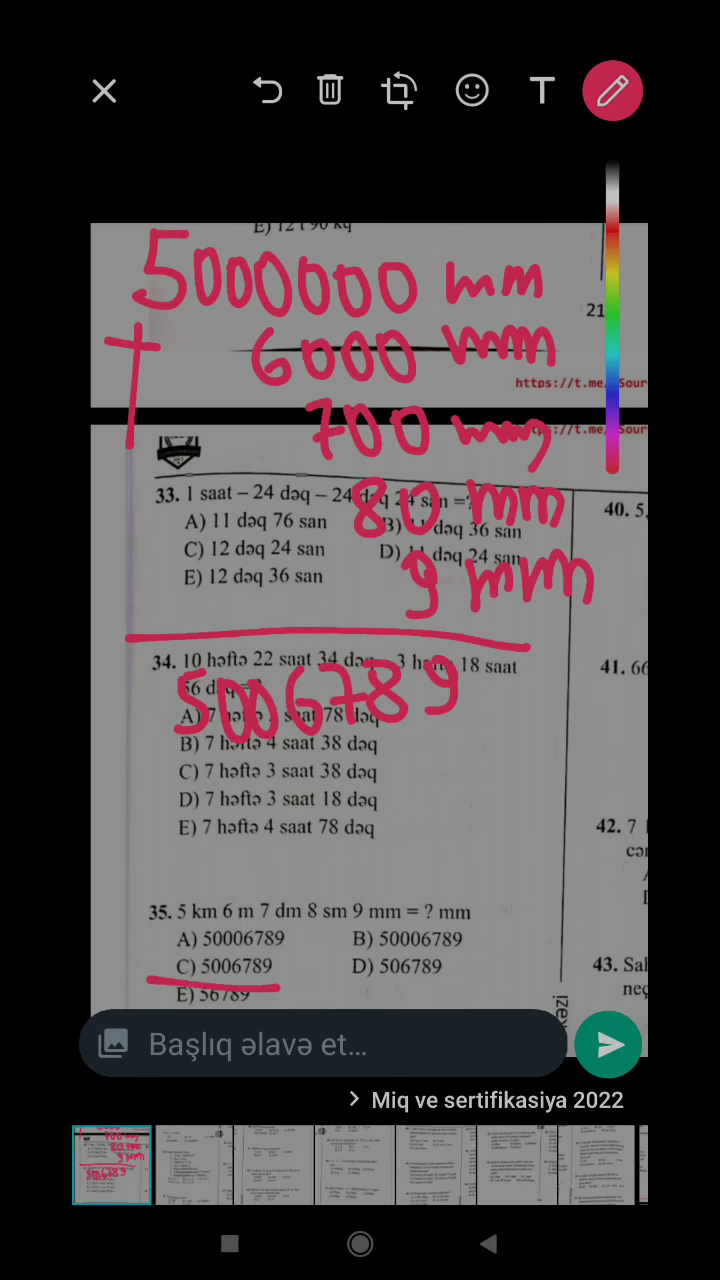 T
E) 12 t 90 kq
5000000 mm
21
+ 6000 mm
https://t.me/ Sour
700 mm
33. 1 saat – 24 dəq – 24 dəq 24 san =?
80 mm
40. 5,
A) 11 dəq 76 san B) 11 dəq 36 san
C) 12 dəq 24 san D) 11 dəq 24 san
9 mm
E) 12 dəq 36 san
34. 10 həftə 22 saat 34 dəq – 3 həftə 18 saat
41. 66
56 dəq =?
5006789
A) 7 saat 78 dəq
B) 7 həftə 4 saat 38 dəq
C) 7 həftə 3 saat 38 dəq
D) 7 həftə 3 saat 18 dəq
42. 7
E) 7 həftə 4 saat 78 dəq
35. 5 km 6 m 7 dm 8 sm 9 mm = ? mm
A) 50006789 B) 50006789
C) 5006789 D) 506789
43. Sal
E) 56789
neç
Başlıq əlavə et...
> Miq ve sertifikasiya 2022